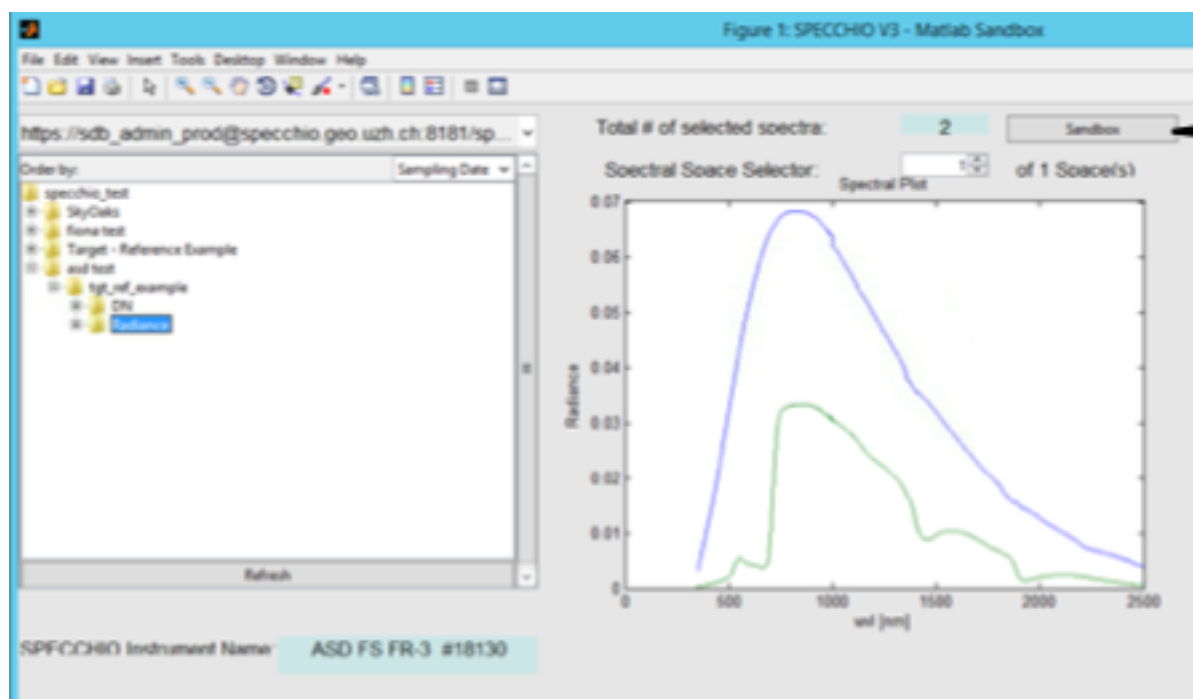 Figure 1: SPECCHIO V3 - Matlab Sandbox
File Edit View Insert Tools Desktop Window Help
https://sdb_admin_prod@specchio.geo.uzh.ch:8181/sp...
Order by: Sampling Date
specchio_test
SkyOaks
fiona test
Target - Reference Example
asd test
tgt_ref_example
DN
Radiance
Refresh
SPECCHIO Instrument Name: ASD FS FR-3 #18130
Total # of selected spectra: 2 Sandbox
Spectral Space Selector: 1 of 1 Space(s)
Spectral Plot
0.07
0.06
0.05
0.04
0.03
0.02
0.01
0
Radiance
0 500 1000 1500 2000 2500
wvl [nm]